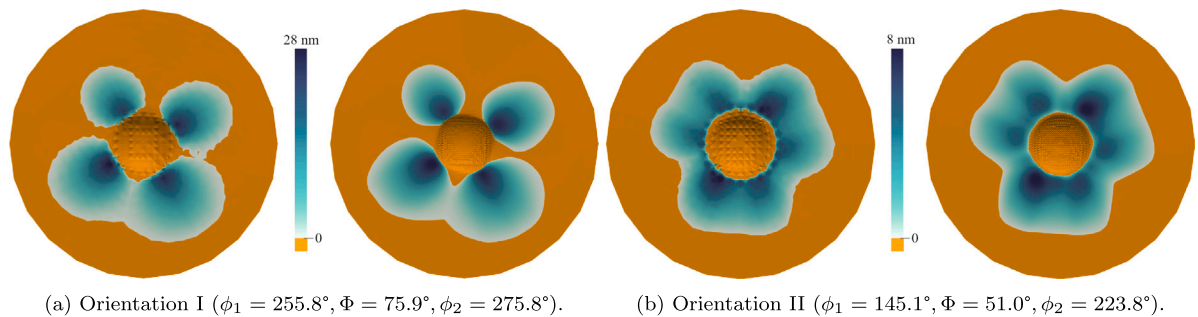 28 nm
0
8 nm
0
(a) Orientation I (ϕ₁ = 255.8°, Φ = 75.9°, ϕ₂ = 275.8°).
(b) Orientation II (ϕ₁ = 145.1°, Φ = 51.0°, ϕ₂ = 223.8°).